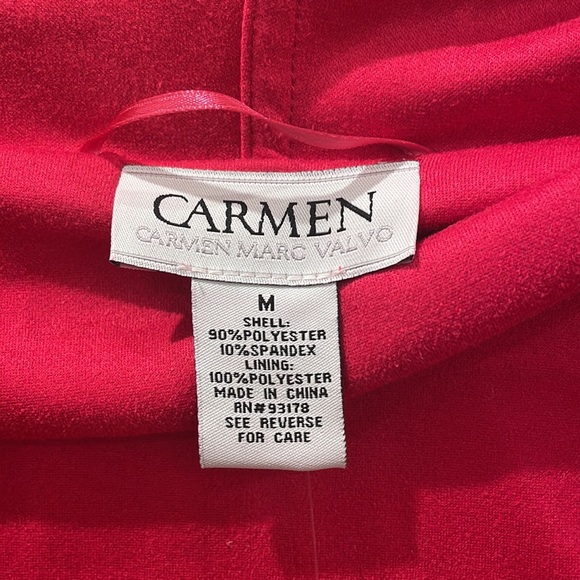 CARMEN
CARMEN MARC VALVO
M
SHELL:
90%POLYESTER
10%SPANDEX
LINING:
100%POLYESTER
MADE IN CHINA
RN#93178
SEE REVERSE
FOR CARE